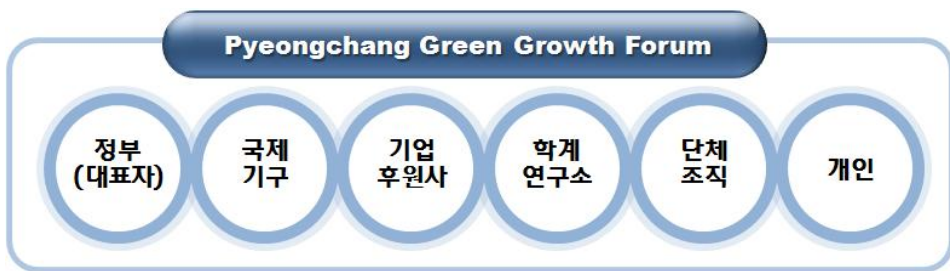 Pyeongchang Green Growth Forum
정부
(대표자)
국제
기구
기업
후원사
학계
연구소
단체
조직
개인